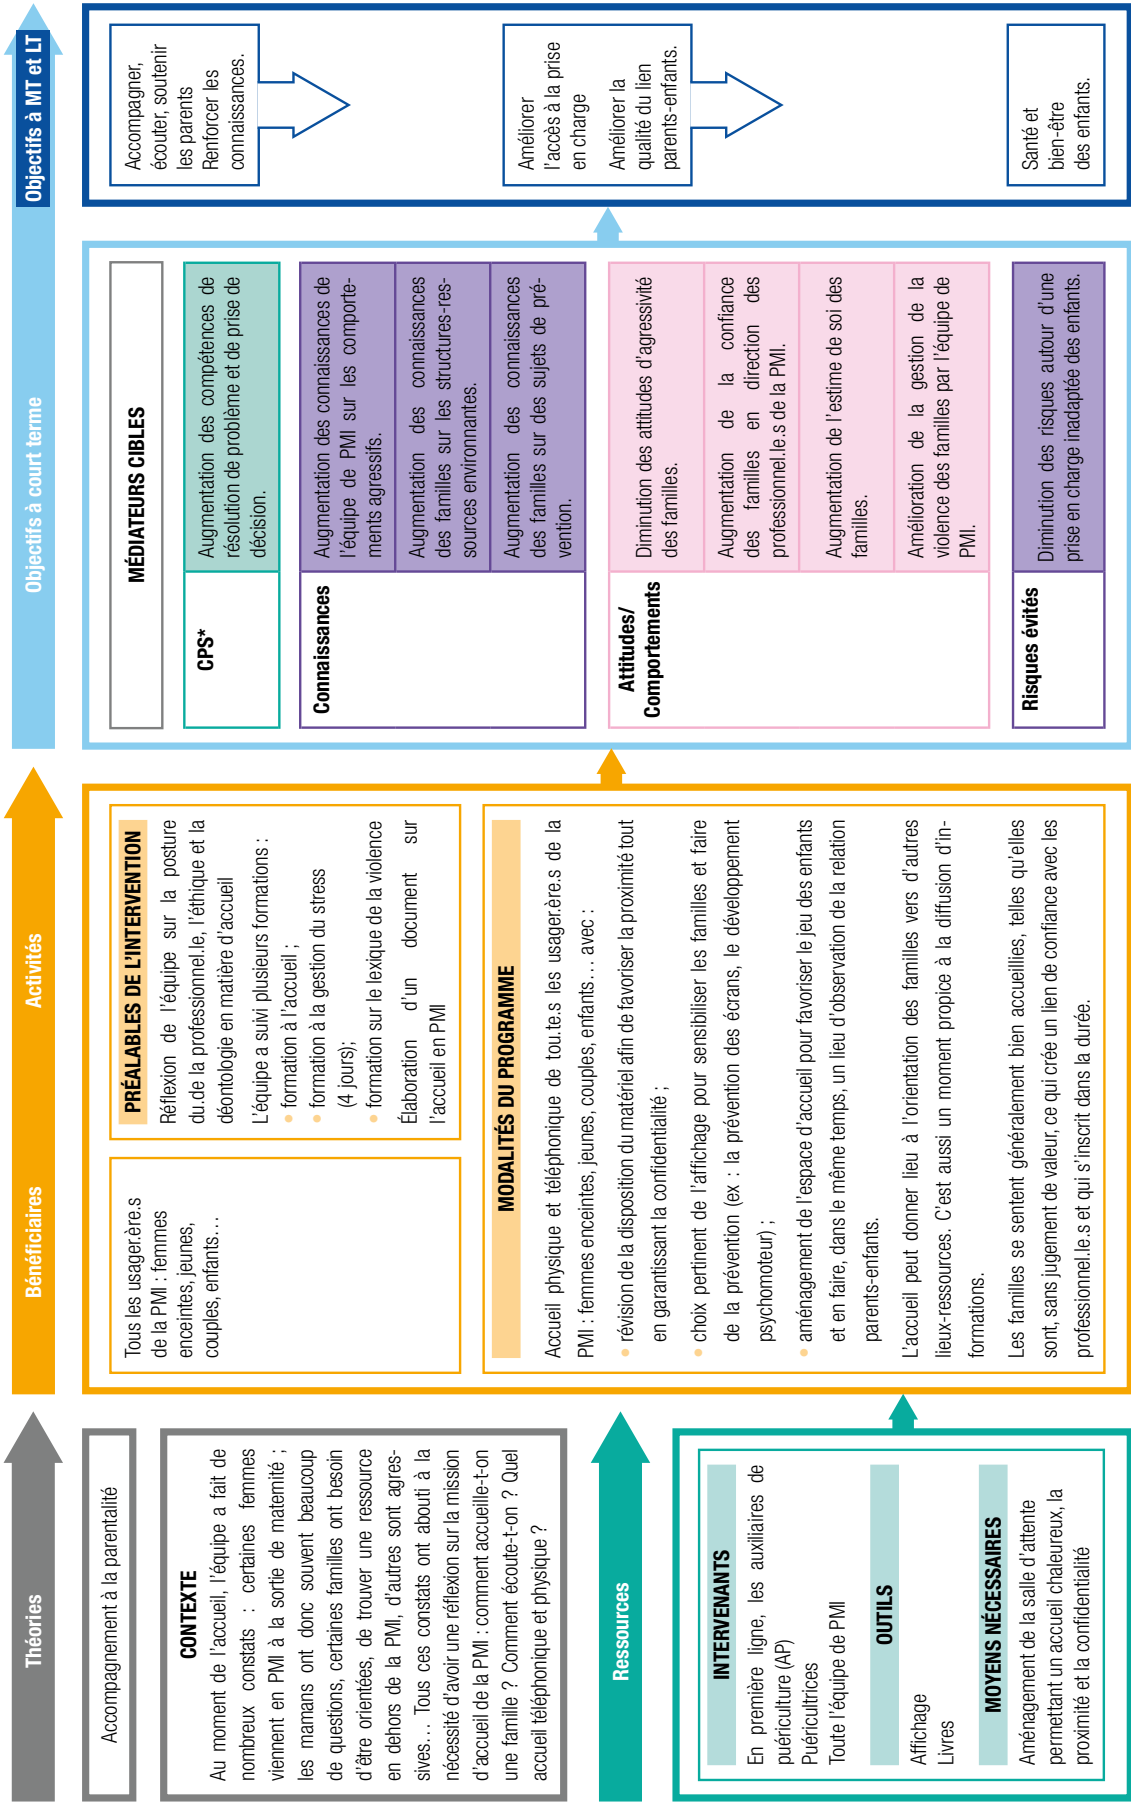 Théories
Accompagnement à la parentalité
CONTEXTE
Au moment de l'accueil, l'équipe a fait de
nombreux constats : certaines femmes
viennent en PMI à la sortie de maternité ;
les mamans ont donc souvent beaucoup
de questions, certaines familles ont besoin
d'être orientées, de trouver une ressource
en dehors de la PMI, d'autres sont agres-
sives… Tous ces constats ont abouti à la
nécessité d'avoir une réflexion sur la mission
d'accueil de la PMI : comment accueille-t-on
une famille ? Comment écoute-t-on ? Quel
accueil téléphonique et physique ?
Ressources
INTERVENANTS
En première ligne, les auxiliaires de
puériculture (AP)
Puéricultrices
Toute l'équipe de PMI
OUTILS
Affichage
Livres
MOYENS NÉCESSAIRES
Aménagement de la salle d'attente
permettant un accueil chaleureux, la
proximité et la confidentialité
Bénéficiaires
Activités
Tous les usager.ère.s
de la PMI : femmes
enceintes, jeunes,
couples, enfants…
PRÉALABLES DE L'INTERVENTION
Réflexion de l'équipe sur la posture
du.de la professionnel.le, l'éthique et la
déontologie en matière d'accueil
L'équipe a suivi plusieurs formations :
• formation à l'accueil ;
• formation à la gestion du stress
(4 jours);
• formation sur le lexique de la violence
Élaboration d'un document sur
l'accueil en PMI
MODALITÉS DU PROGRAMME
Accueil physique et téléphonique de tou.te.s les usager.ère.s de la
PMI : femmes enceintes, jeunes, couples, enfants… avec :
• révision de la disposition du matériel afin de favoriser la proximité tout
en garantissant la confidentialité ;
• choix pertinent de l'affichage pour sensibiliser les familles et faire
de la prévention (ex : la prévention des écrans, le développement
psychomoteur) ;
• aménagement de l'espace d'accueil pour favoriser le jeu des enfants
et en faire, dans le même temps, un lieu d'observation de la relation
parents-enfants.
L'accueil peut donner lieu à l'orientation des familles vers d'autres
lieux-ressources. C'est aussi un moment propice à la diffusion d'in-
formations.
Les familles se sentent généralement bien accueillies, telles qu'elles
sont, sans jugement de valeur, ce qui crée un lien de confiance avec les
professionnel.le.s et qui s'inscrit dans la durée.
Objectifs à court terme
MÉDIATEURS CIBLES
CPS*
Augmentation des compétences de
résolution de problème et de prise de
décision.
Connaissances
Augmentation des connaissances de
l'équipe de PMI sur les comporte-
ments agressifs.
Augmentation des connaissances
des familles sur les structures-res-
sources environnantes.
Augmentation des connaissances
des familles sur des sujets de pré-
vention.
Attitudes/
Comportements
Diminution des attitudes d'agressivité
des familles.
Augmentation de la confiance
des familles en direction des
professionnel.le.s de la PMI.
Augmentation de l'estime de soi des
familles.
Amélioration de la gestion de la
violence des familles par l'équipe de
PMI.
Risques évités
Diminution des risques autour d'une
prise en charge inadaptée des enfants.
Objectifs à MT et LT
Accompagner,
écouter, soutenir
les parents
Renforcer les
connaissances.
Améliorer
l'accès à la prise
en charge
Améliorer la
qualité du lien
parents-enfants.
Santé et
bien-être
des enfants.